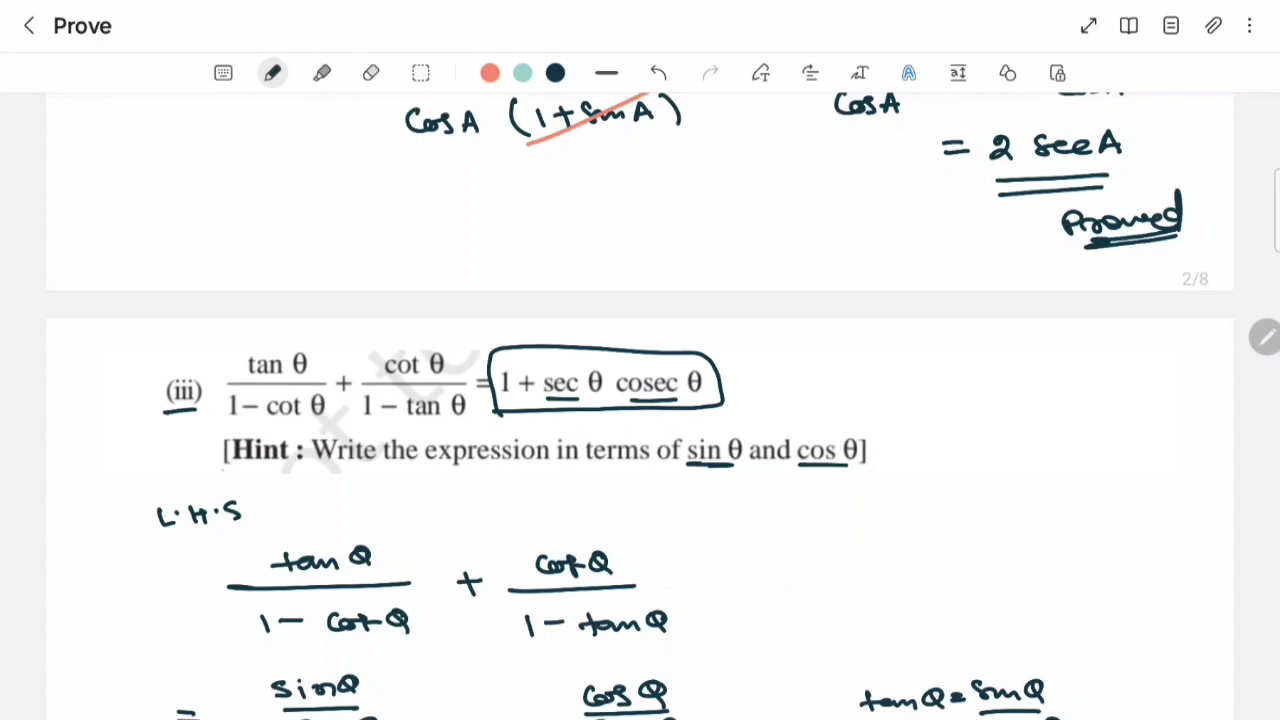 Prove
Cos A (1 + Sin A)
Cos A
= 2 sec A
Proved
2/8
(iii) tan θ / 1− cot θ + cot θ / 1 − tan θ = 1 + sec θ cosec θ
[Hint : Write the expression in terms of sin θ and cos θ]
L.H.S
tan θ / 1 − cot θ + cot θ / 1 − tan θ
= sin θ cos θ tan θ = sin θ